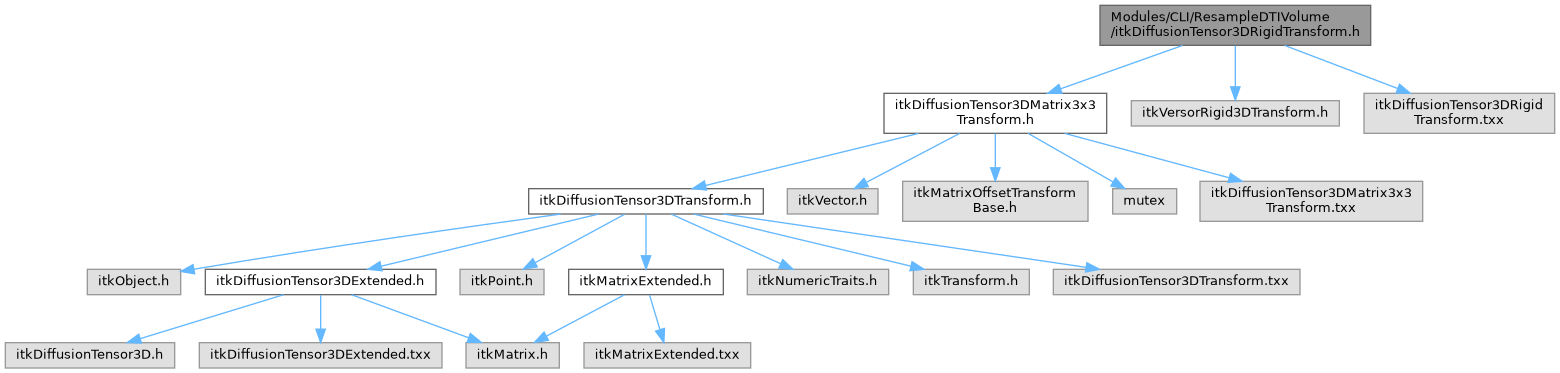 Modules/CLI/ResampleDTIVolume
/itkDiffusionTensor3DRigidTransform.h
itkDiffusionTensor3DMatrix3x3
Transform.h
itkVersorRigid3DTransform.h
itkDiffusionTensor3DRigid
Transform.txx
itkDiffusionTensor3DTransform.h
itkVector.h
itkMatrixOffsetTransform
Base.h
mutex
itkDiffusionTensor3DMatrix3x3
Transform.txx
itkObject.h
itkDiffusionTensor3DExtended.h
itkPoint.h
itkMatrixExtended.h
itkNumericTraits.h
itkTransform.h
itkDiffusionTensor3DTransform.txx
itkDiffusionTensor3D.h
itkDiffusionTensor3DExtended.txx
itkMatrix.h
itkMatrixExtended.txx